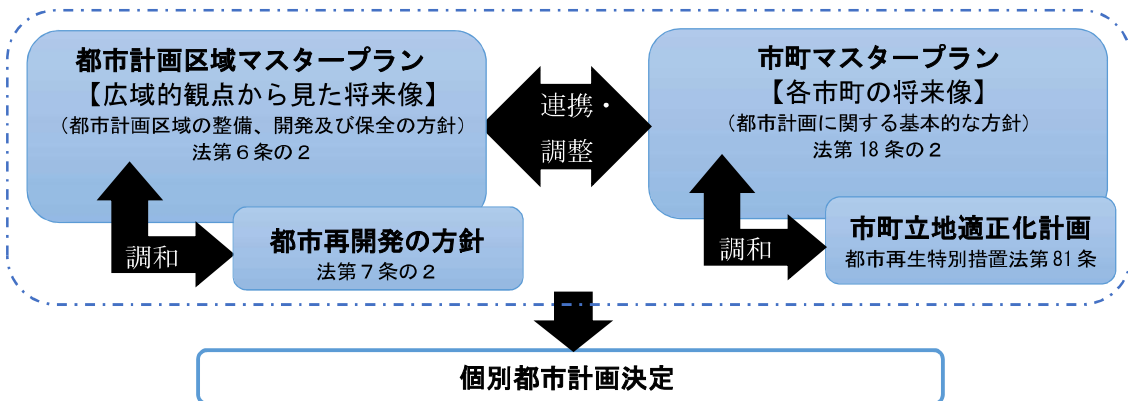 都市計画区域マスタープラン
【広域的観点から見た将来像】
（都市計画区域の整備、開発及び保全の方針）
法第６条の２
調和
都市再開発の方針
法第７条の２
連携・
調整
市町マスタープラン
【各市町の将来像】
（都市計画に関する基本的な方針）
法第 18 条の２
調和
市町立地適正化計画
都市再生特別措置法第 81 条
個別都市計画決定